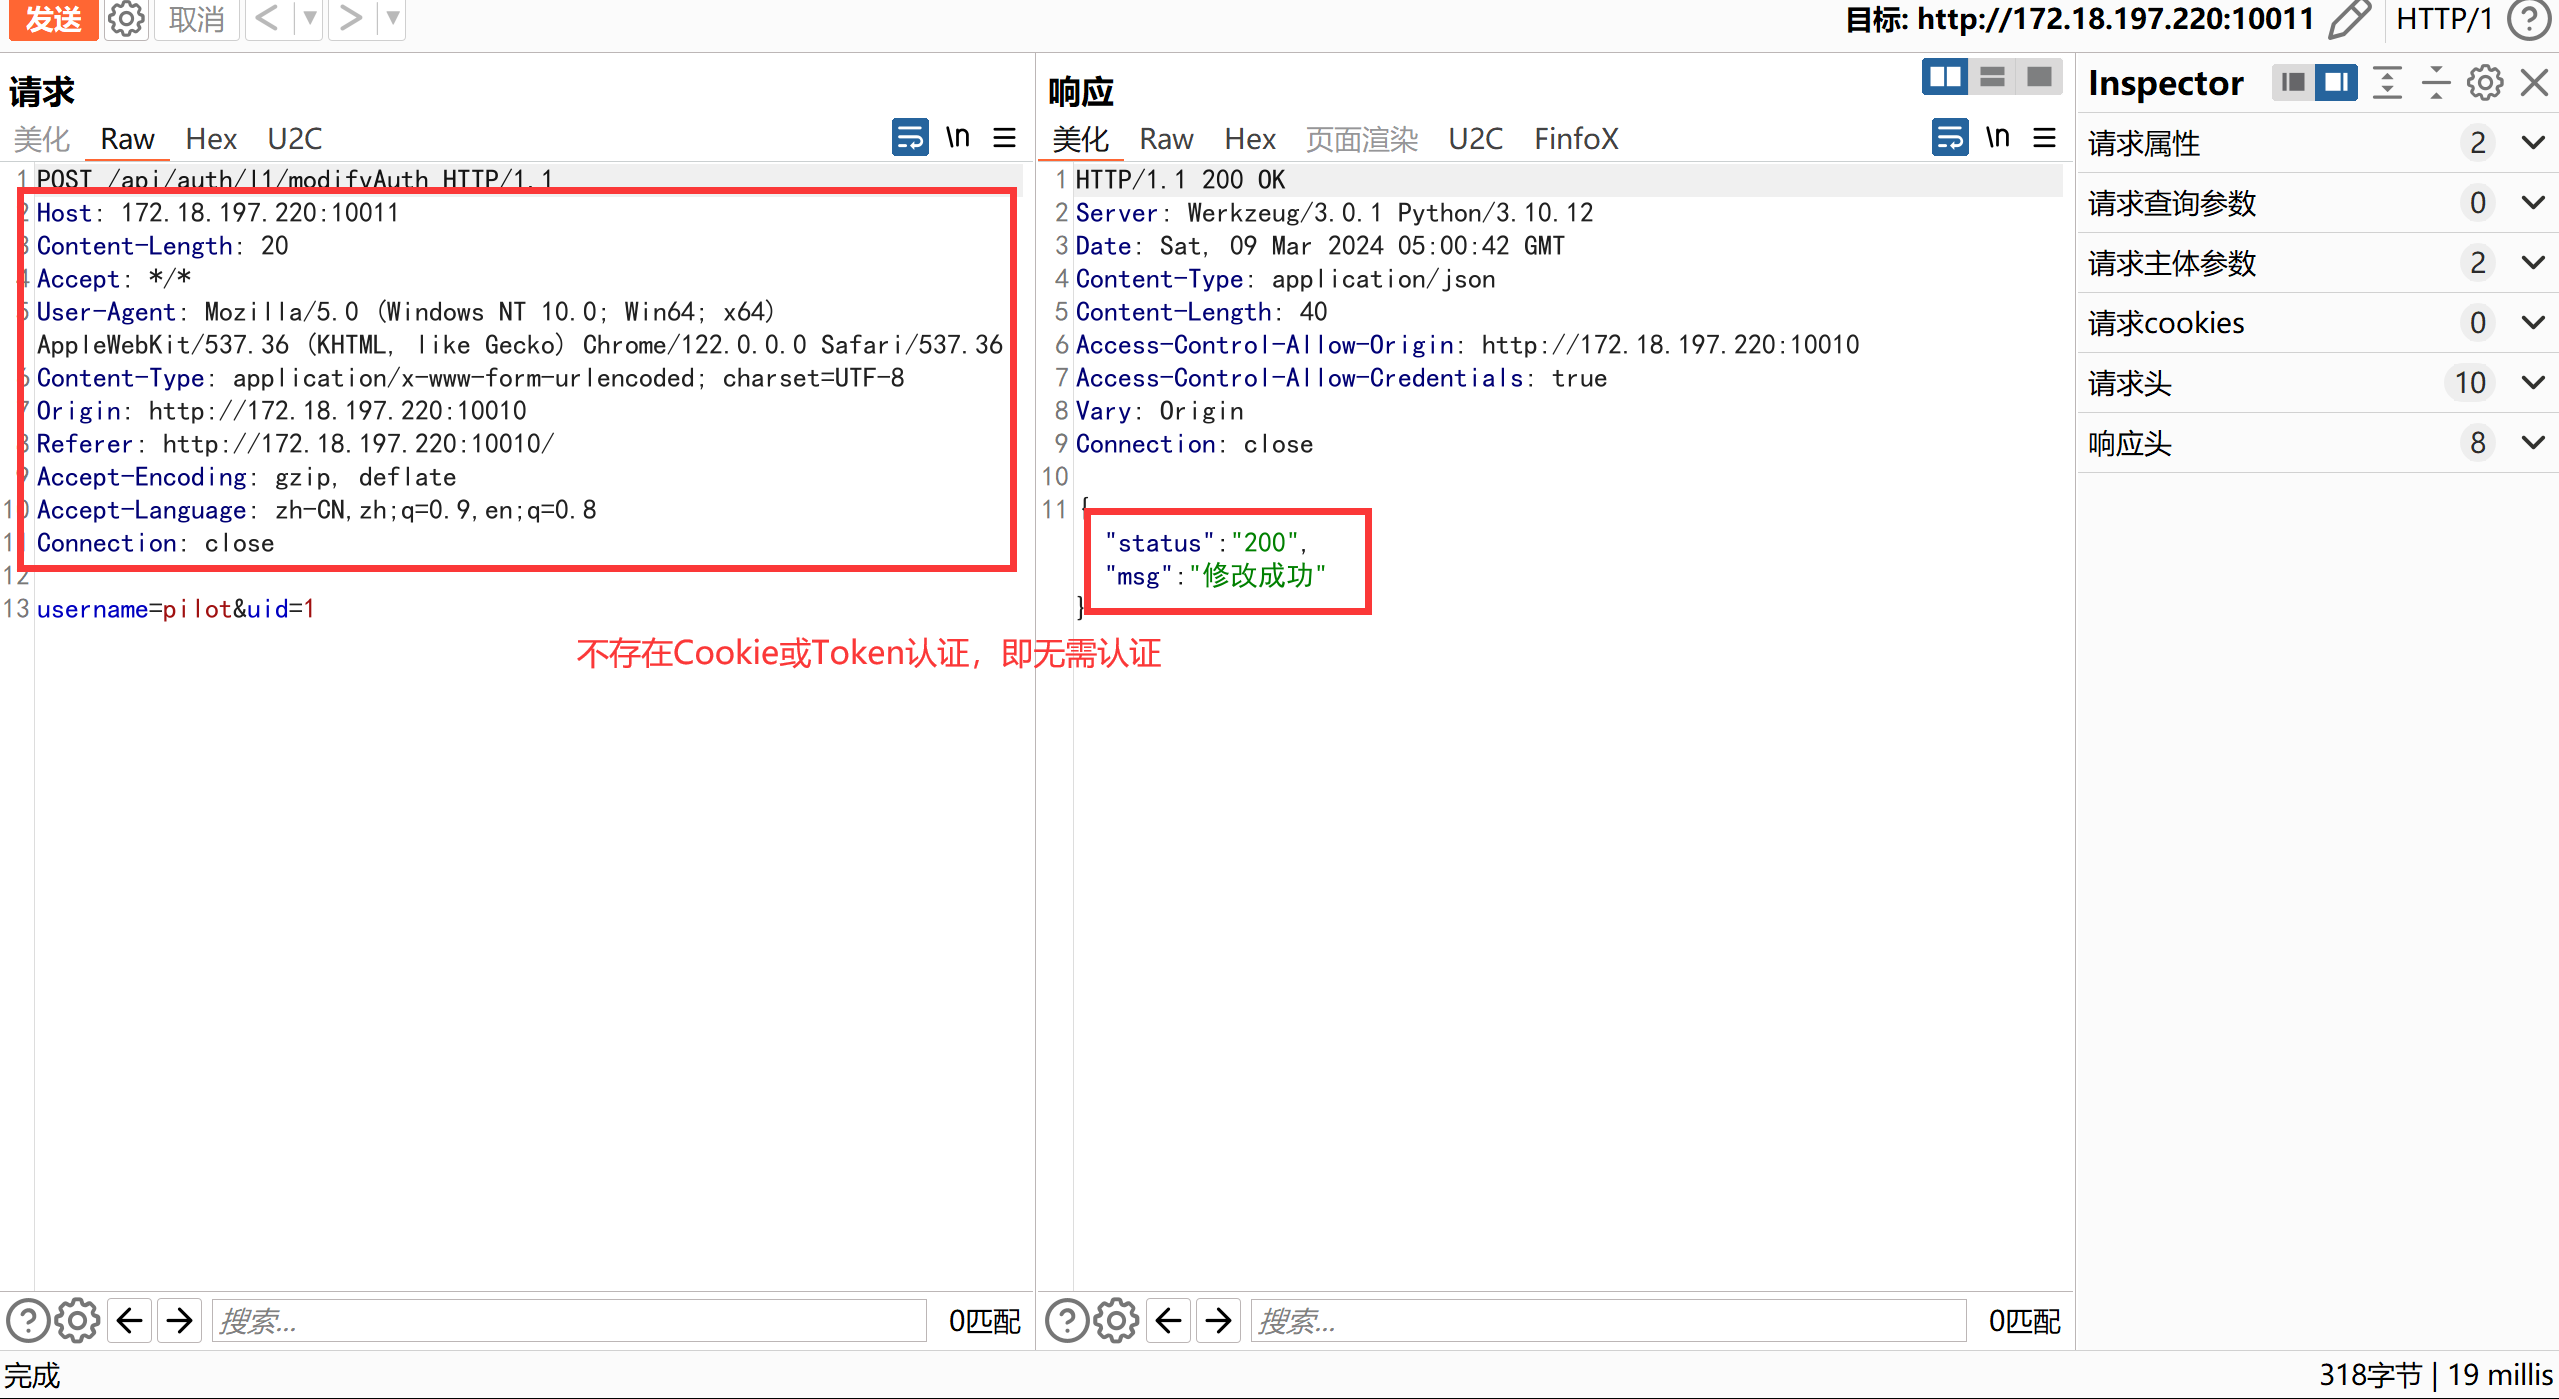 发送 取消 < > 目标: http://172.18.197.220:10011 HTTP/1 ?
请求
美化 Raw Hex U2C \n
1 POST /api/auth/l1/modifyAuth HTTP/1.1
2 Host: 172.18.197.220:10011
3 Content-Length: 20
4 Accept: */*
5 User-Agent: Mozilla/5.0 (Windows NT 10.0; Win64; x64)
AppleWebKit/537.36 (KHTML, like Gecko) Chrome/122.0.0.0 Safari/537.36
6 Content-Type: application/x-www-form-urlencoded; charset=UTF-8
7 Origin: http://172.18.197.220:10010
8 Referer: http://172.18.197.220:10010/
9 Accept-Encoding: gzip, deflate
10 Accept-Language: zh-CN,zh;q=0.9,en;q=0.8
11 Connection: close
12
13 username=pilot&uid=1
不存在Cookie或Token认证，即无需认证
响应
美化 Raw Hex 页面渲染 U2C FinfoX \n
1 HTTP/1.1 200 OK
2 Server: Werkzeug/3.0.1 Python/3.10.12
3 Date: Sat, 09 Mar 2024 05:00:42 GMT
4 Content-Type: application/json
5 Content-Length: 40
6 Access-Control-Allow-Origin: http://172.18.197.220:10010
7 Access-Control-Allow-Credentials: true
8 Vary: Origin
9 Connection: close
10
11 {
"status":"200",
"msg":"修改成功"
}
Inspector
请求属性 2
请求查询参数 0
请求主体参数 2
请求cookies 0
请求头 10
响应头 8
? 搜索... 0匹配
? 搜索... 0匹配
完成 318字节 | 19 millis